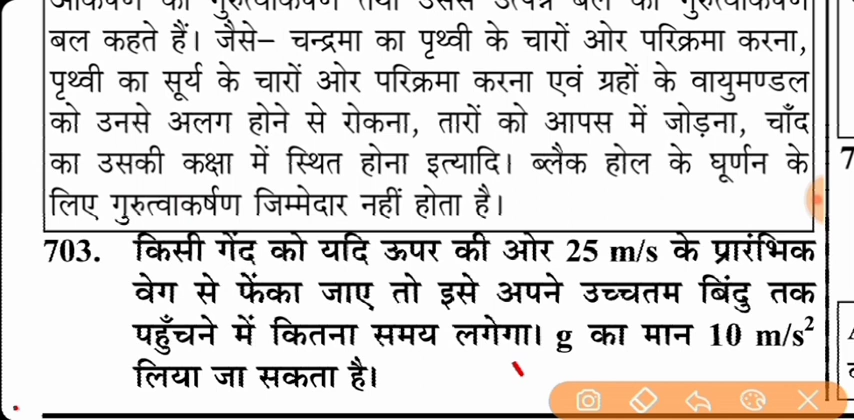 बल कहते हैं। जैसे– चन्द्रमा का पृथ्वी के चारों ओर परिक्रमा करना,
पृथ्वी का सूर्य के चारों ओर परिक्रमा करना एवं ग्रहों के वायुमण्डल
को उनसे अलग होने से रोकना, तारों को आपस में जोड़ना, चाँद
का उसकी कक्षा में स्थित होना इत्यादि। ब्लैक होल के घूर्णन के
लिए गुरुत्वाकर्षण जिम्मेदार नहीं होता है।
703. किसी गेंद को यदि ऊपर की ओर 25 m/s के प्रारंभिक
वेग से फेंका जाए तो इसे अपने उच्चतम बिंदु तक
पहुँचने में कितना समय लगेगा। g का मान 10 m/s²
लिया जा सकता है।